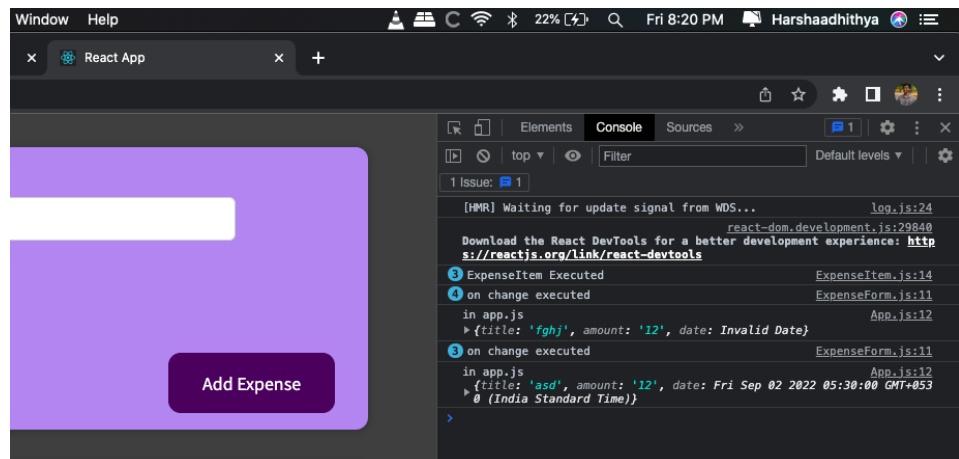 Window Help 22% Fri 8:20 PM Harshaadhithya
React App
Elements Console Sources » 1
top ▼ Filter Default levels ▼
1 Issue: 1
[HMR] Waiting for update signal from WDS... log.js:24
react-dom.development.js:29840
Download the React DevTools for a better development experience: http
s://reactjs.org/link/react-devtools
3 ExpenseItem Executed ExpenseItem.js:14
4 on change executed ExpenseForm.js:11
in app.js App.js:12
▶ {title: 'fghj', amount: '12', date: Invalid Date}
3 on change executed ExpenseForm.js:11
in app.js App.js:12
▶ {title: 'asd', amount: '12', date: Fri Sep 02 2022 05:30:00 GMT+053
0 (India Standard Time)}
>
Add Expense